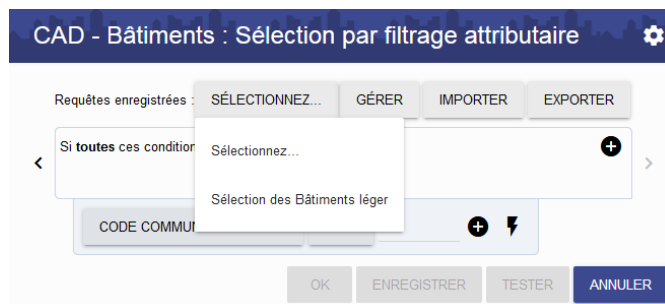 CAD - Bâtiments : Sélection par filtrage attributaire
Requêtes enregistrées : SÉLECTIONNEZ... GÉRER IMPORTER EXPORTER
Si toutes ces condition
Sélectionnez...
Sélection des Bâtiments léger
CODE COMMU
OK ENREGISTRER TESTER ANNULER